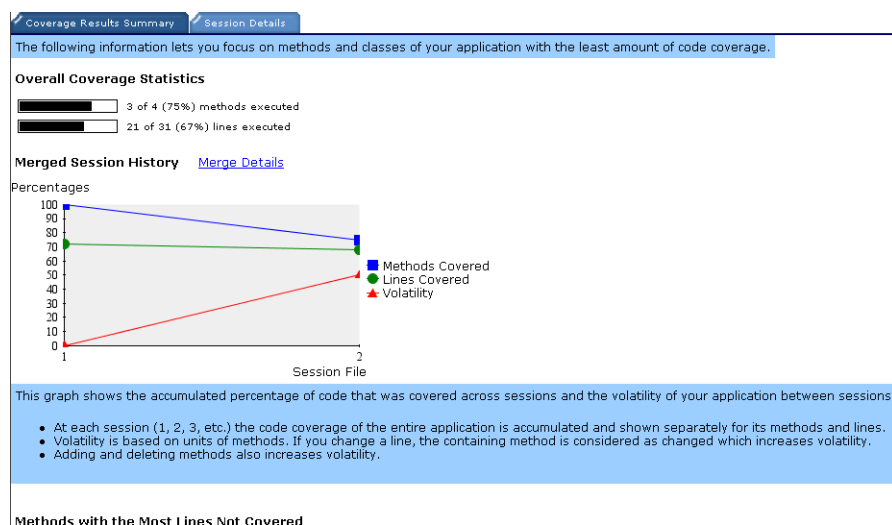 Coverage Results Summary Session Details
The following information lets you focus on methods and classes of your application with the least amount of code coverage.
Overall Coverage Statistics
3 of 4 (75%) methods executed
21 of 31 (67%) lines executed
Merged Session History Merge Details
Percentages
100
90
80
70
60
50
40
30
20
10
0
1 2
Session File
Methods Covered
Lines Covered
Volatility
This graph shows the accumulated percentage of code that was covered across sessions and the volatility of your application between sessions
At each session (1, 2, 3, etc.) the code coverage of the entire application is accumulated and shown separately for its methods and lines.
Volatility is based on units of methods. If you change a line, the containing method is considered as changed which increases volatility.
Adding and deleting methods also increases volatility.
Methods with the Most Lines Not Covered